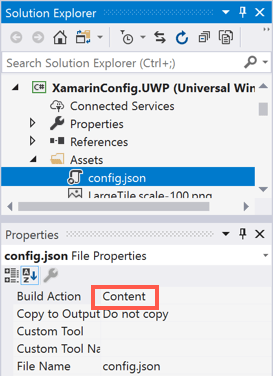 Solution Explorer
Search Solution Explorer (Ctrl+;)
XamarinConfig.UWP (Universal Win
Connected Services
Properties
References
Assets
config.json
LargeTile.scale-100.png
Properties
config.json File Properties
Build Action Content
Copy to Output Do not copy
Custom Tool
Custom Tool Na
File Name config.json